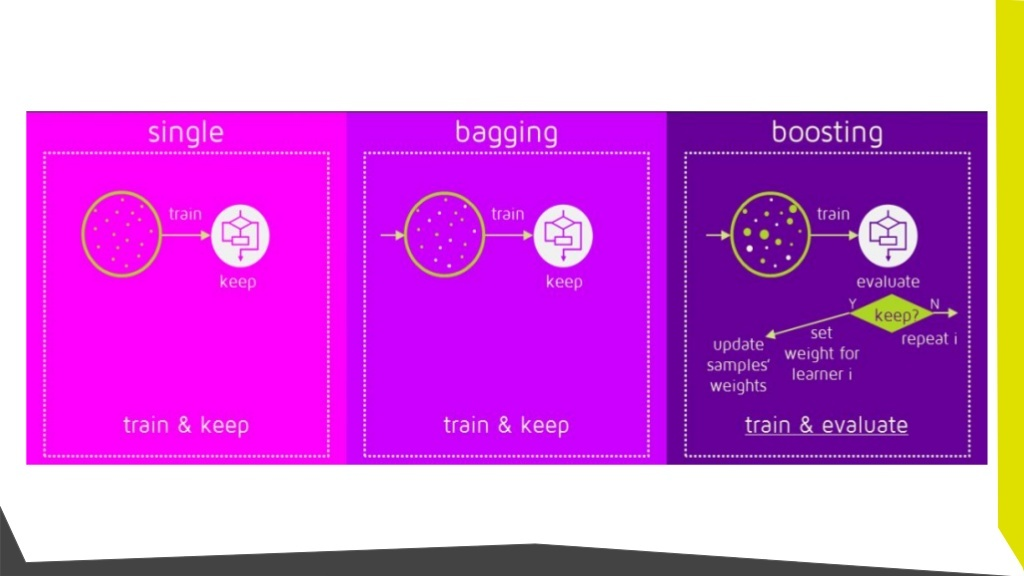 single
train
keep
train & keep
bagging
train
keep
train & keep
boosting
train
evaluate
Y
keep?
N
repeat i
set
weight for
learner i
update
samples'
weights
train & evaluate